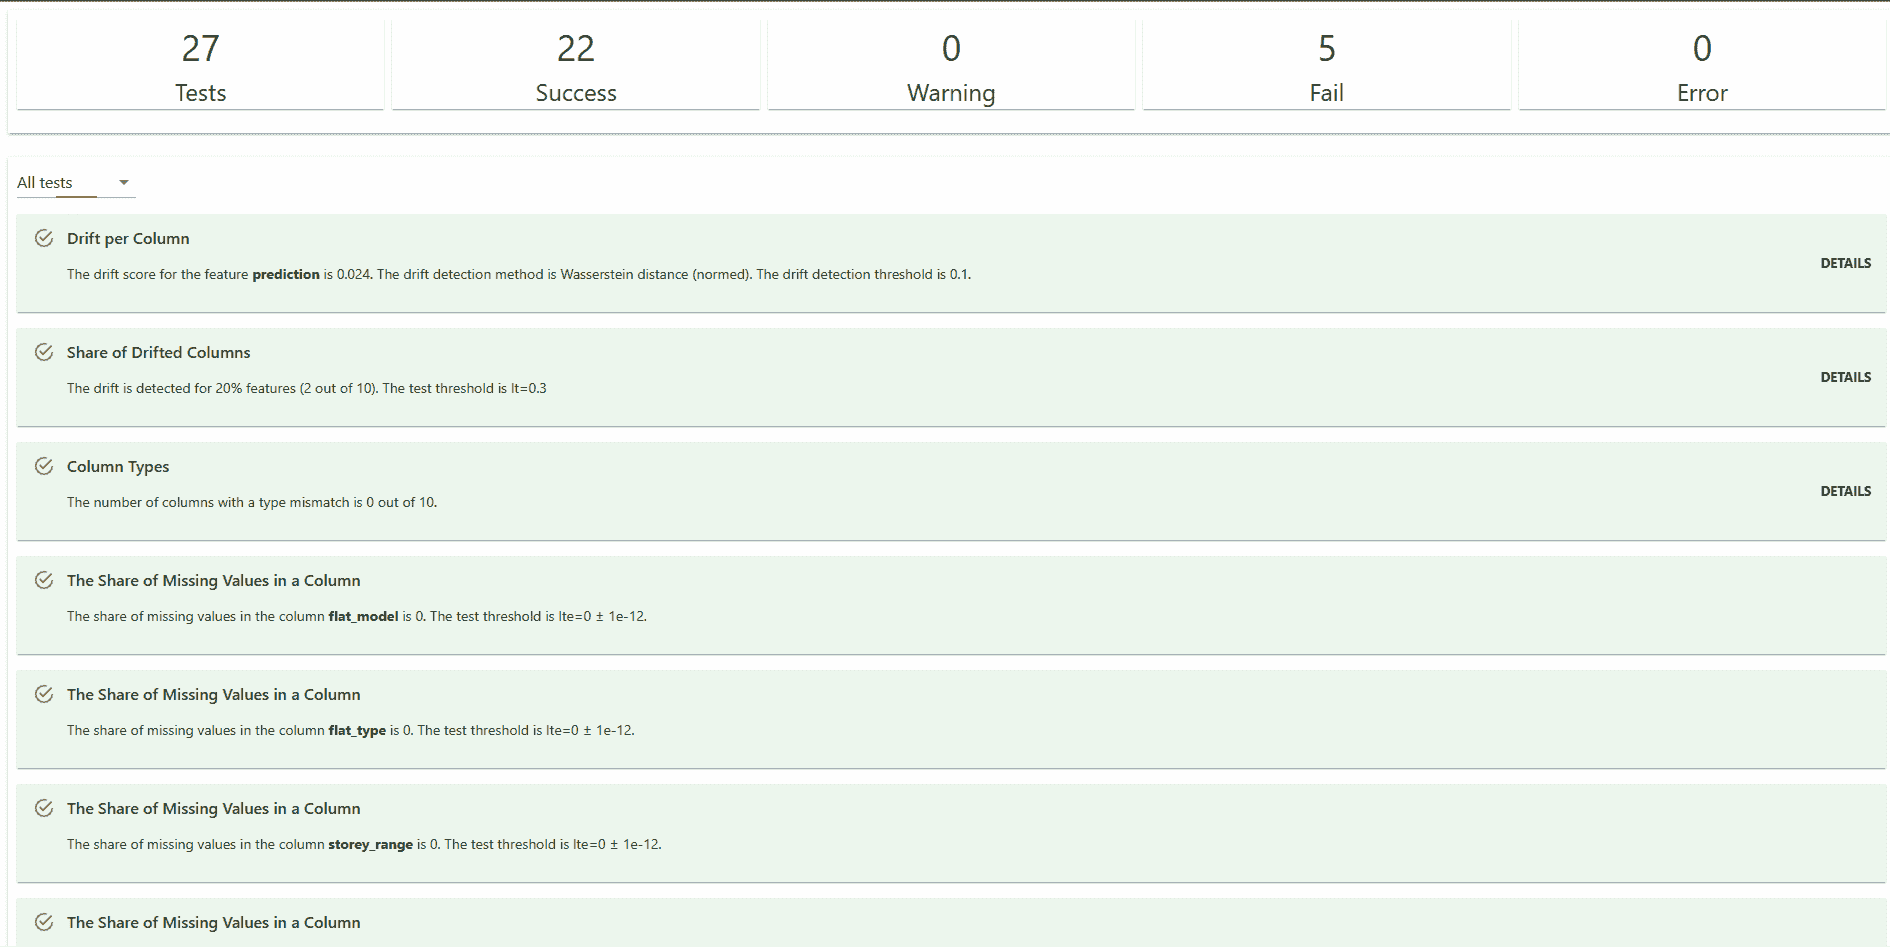 27
Tests
22
Success
0
Warning
5
Fail
0
Error
All tests
Drift per Column
The drift score for the feature prediction is 0.024. The drift detection method is Wasserstein distance (normed). The drift detection threshold is 0.1.
DETAILS
Share of Drifted Columns
The drift is detected for 20% features (2 out of 10). The test threshold is lt=0.3
DETAILS
Column Types
The number of columns with a type mismatch is 0 out of 10.
DETAILS
The Share of Missing Values in a Column
The share of missing values in the column flat_model is 0. The test threshold is lte=0 ± 1e-12.
The Share of Missing Values in a Column
The share of missing values in the column flat_type is 0. The test threshold is lte=0 ± 1e-12.
The Share of Missing Values in a Column
The share of missing values in the column storey_range is 0. The test threshold is lte=0 ± 1e-12.
The Share of Missing Values in a Column